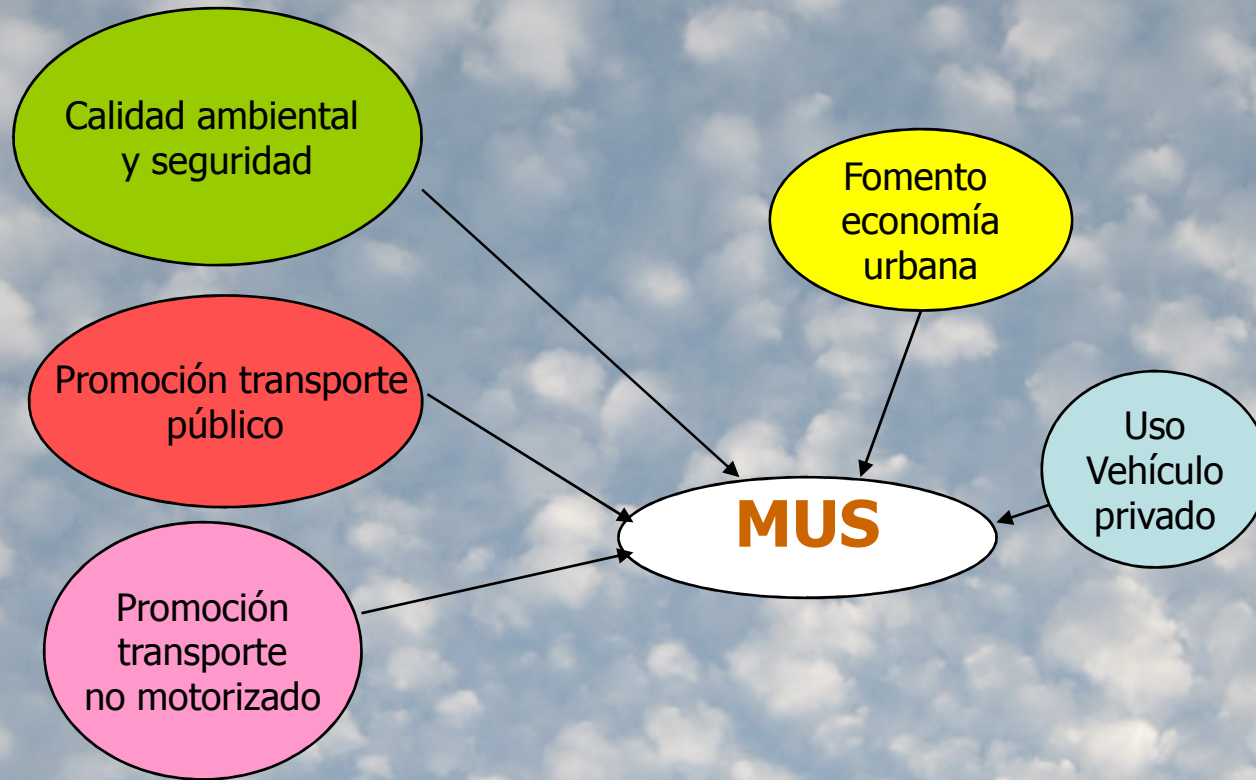 Calidad ambiental
y seguridad
Fomento
economía
urbana
Promoción transporte
público
Uso
Vehículo
privado
MUS
Promoción
transporte
no motorizado